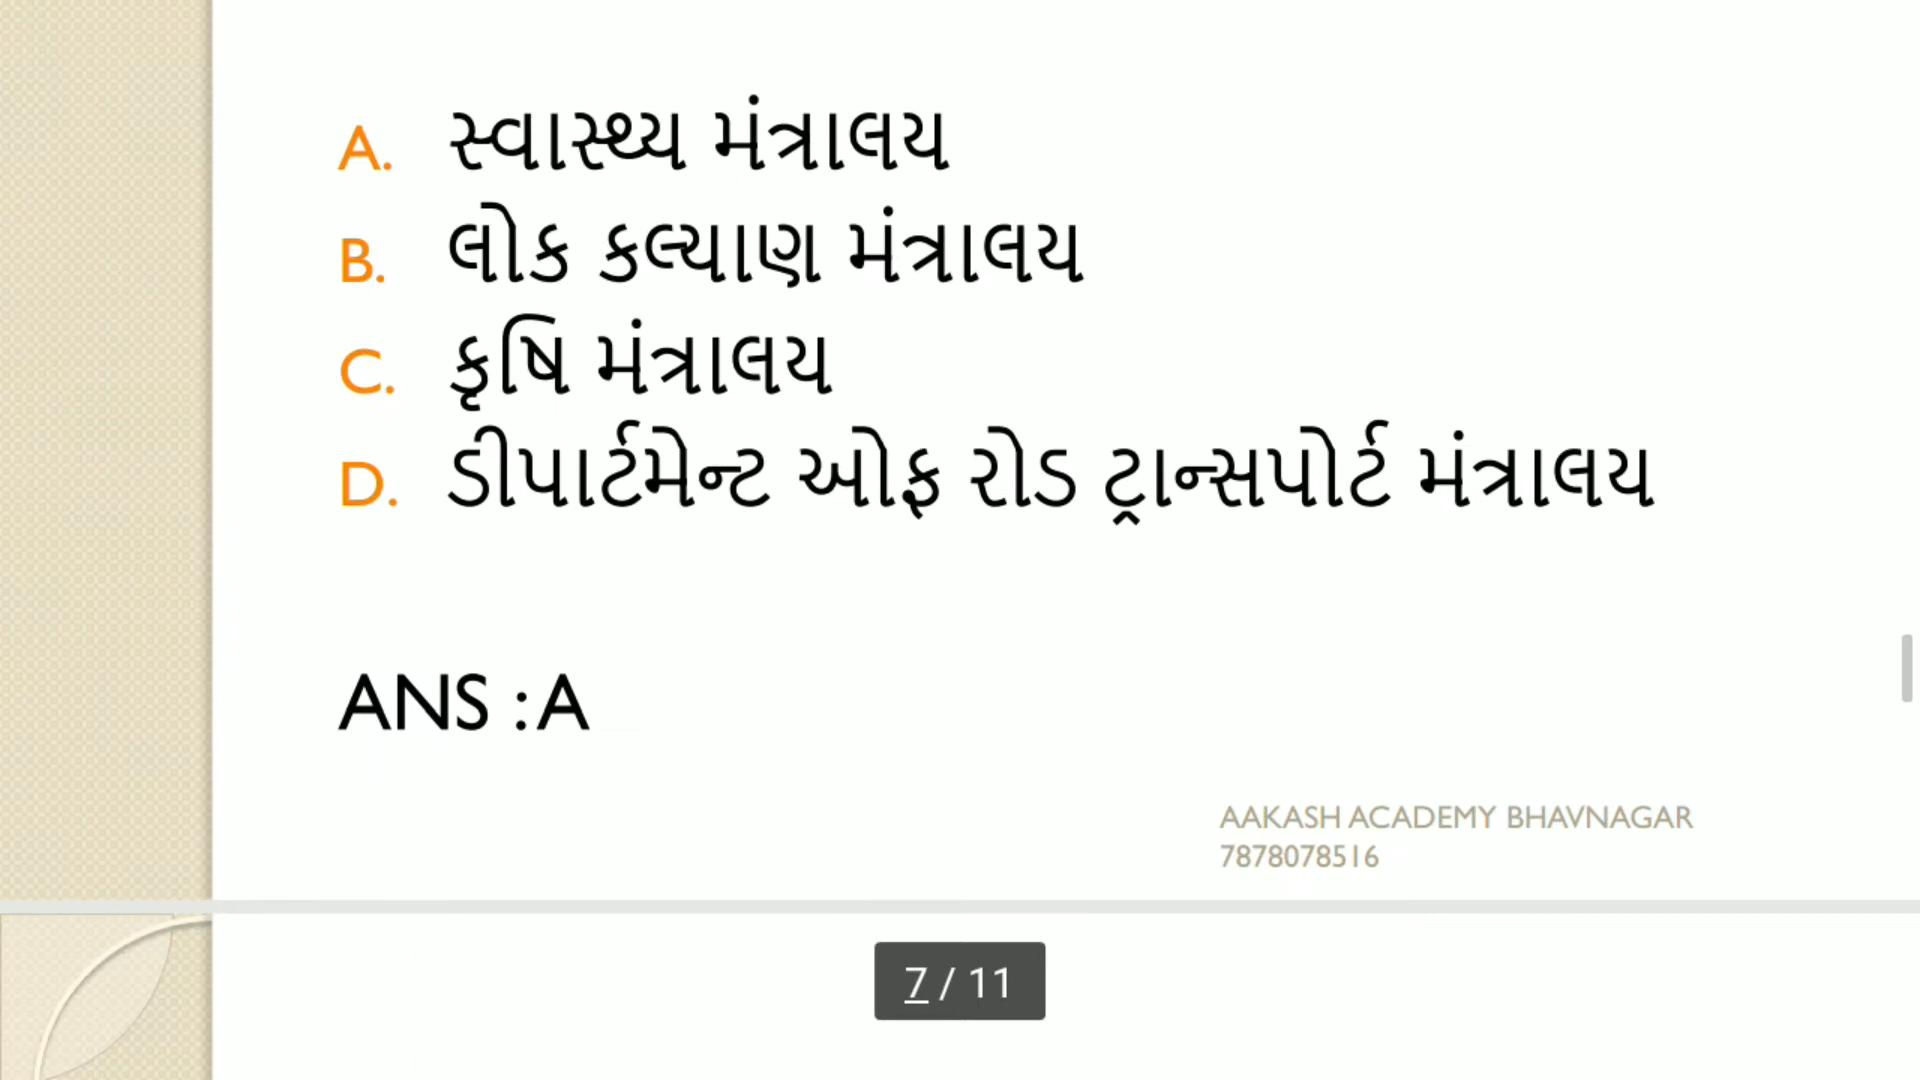 A. સ્વાસ્થ્ય મંત્રાલય
B. લોક કલ્યાણ મંત્રાલય
C. કૃષિ મંત્રાલય
D. ડીપાર્ટમેન્ટ ઓફ રોડ ટ્રાન્સપોર્ટ મંત્રાલય
ANS : A
AAKASH ACADEMY BHAVNAGAR
7878078516
7 / 11